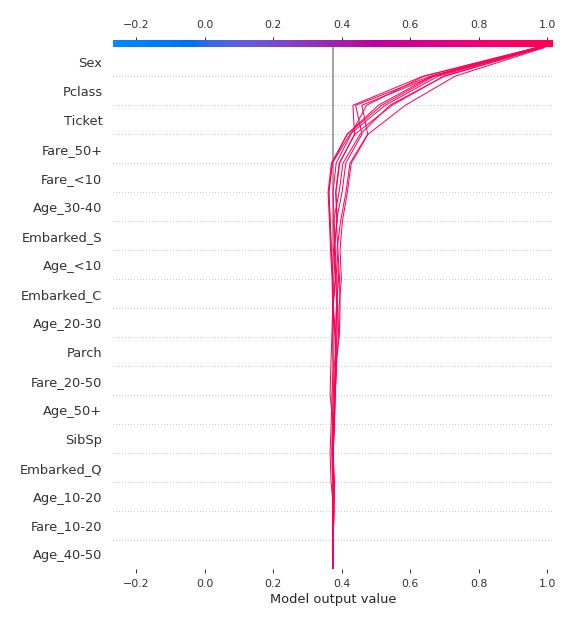 −0.2 0.0 0.2 0.4 0.6 0.8 1.0
Sex
Pclass
Ticket
Fare_50+
Fare_<10
Age_30-40
Embarked_S
Age_<10
Embarked_C
Age_20-30
Parch
Fare_20-50
Age_50+
SibSp
Embarked_Q
Age_10-20
Fare_10-20
Age_40-50
−0.2 0.0 0.2 0.4 0.6 0.8 1.0
Model output value